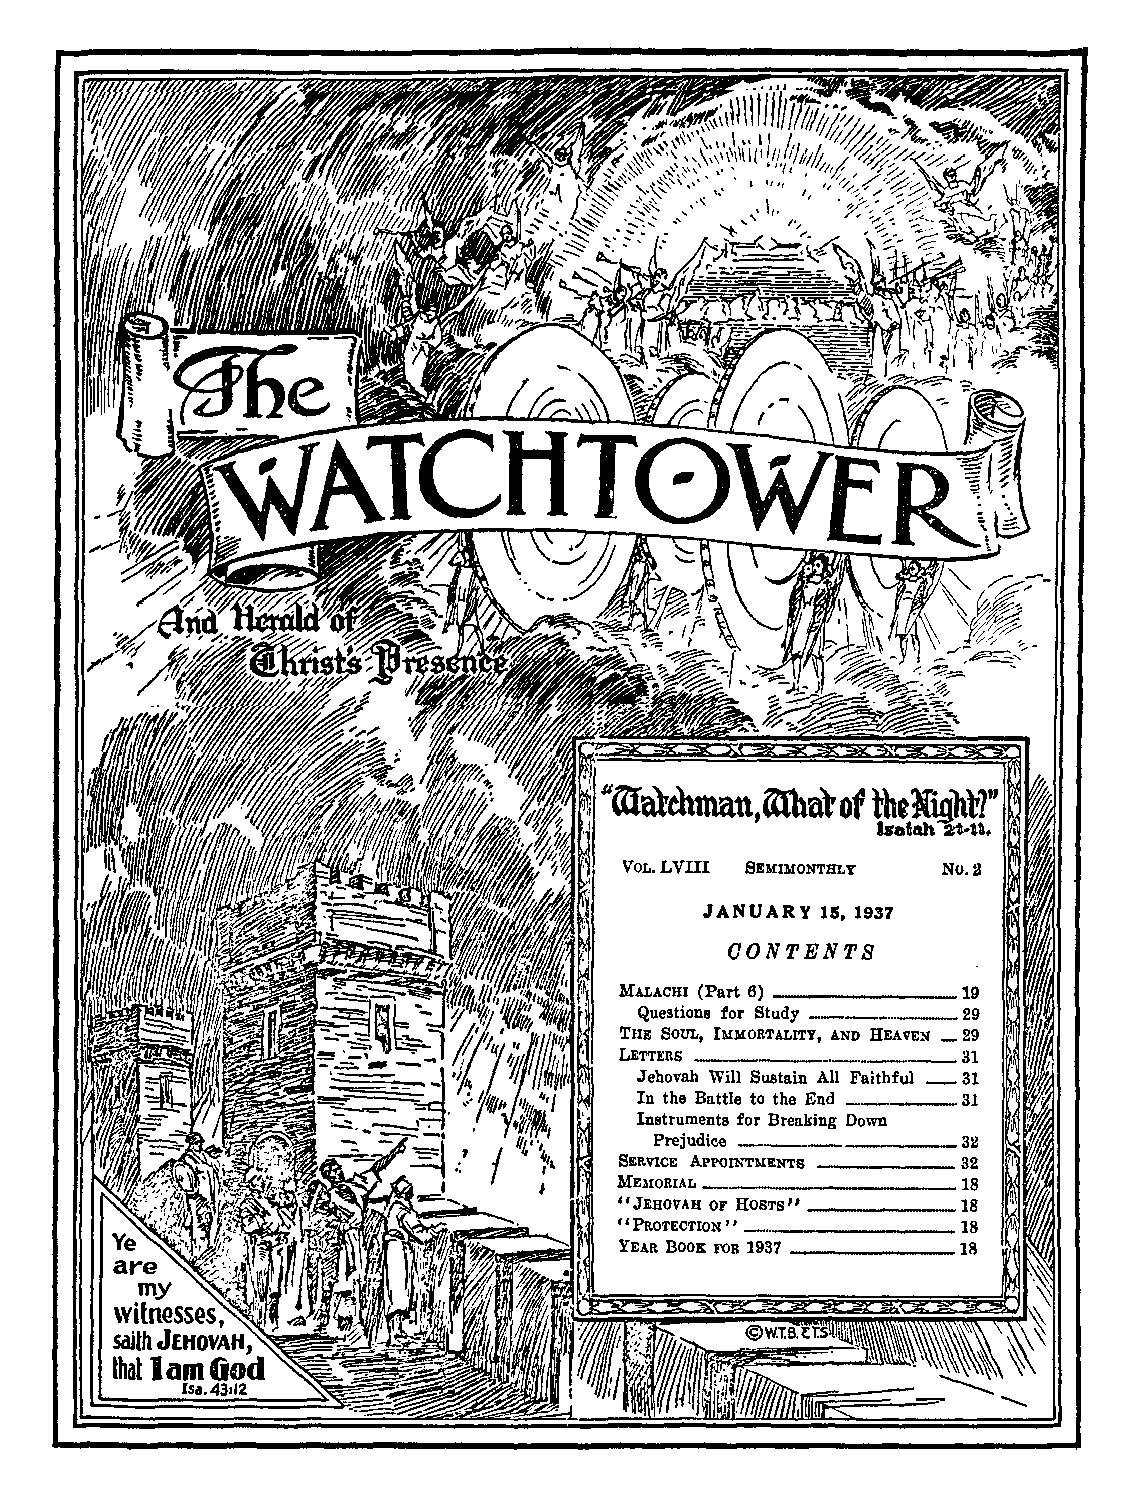 The
WATCHTOWER
And Herald of
Christ's Presence
"Watchman, What of the Night?"
Isaiah 21-11.
VOL. LVIII SEMIMONTHLY No. 2
JANUARY 15, 1937
CONTENTS
MALACHI (Part 6) 19
Questions for Study 29
THE SOUL, IMMORTALITY, AND HEAVEN 29
LETTERS 31
Jehovah Will Sustain All Faithful 31
In the Battle to the End 31
Instruments for Breaking Down
Prejudice 32
SERVICE APPOINTMENTS 32
MEMORIAL 18
"JEHOVAH OF HOSTS" 18
"PROTECTION" 18
YEAR BOOK FOR 1937 18
Ye
are
my
witnesses,
saith JEHOVAH,
that I am God
Isa. 43:12
©W.T.B. & T.S.